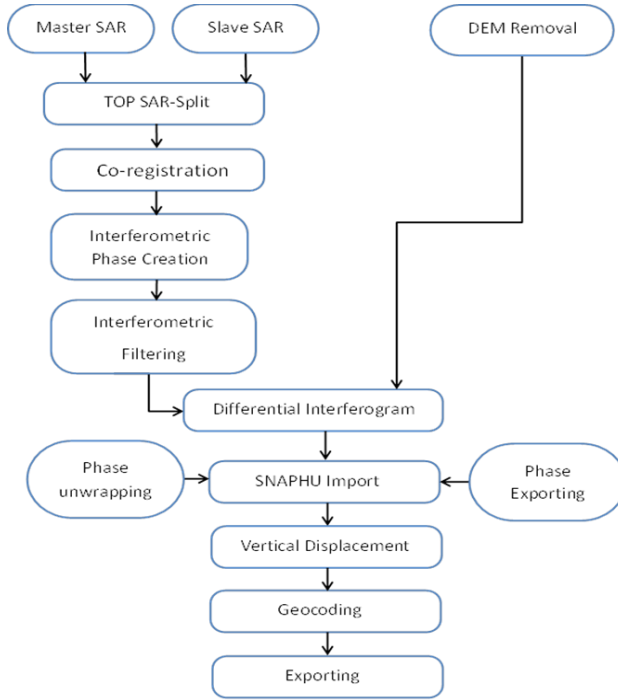 Master SAR
Slave SAR
DEM Removal
TOP SAR-Split
Co-registration
Interferometric
Phase Creation
Interferometric
Filtering
Differential Interferogram
Phase
unwrapping
SNAPHU Import
Phase
Exporting
Vertical Displacement
Geocoding
Exporting